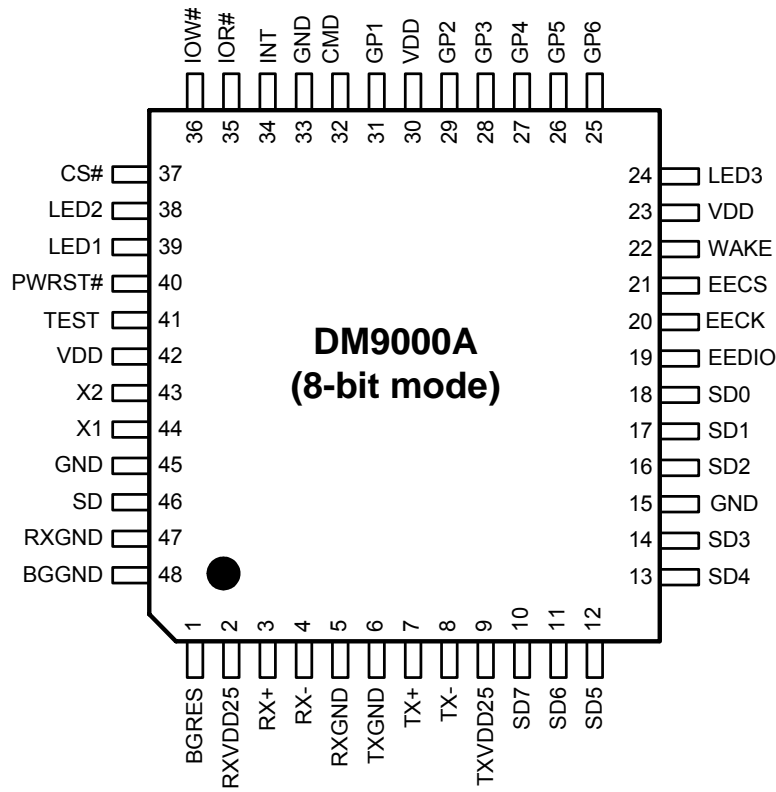 IOW# IOR# INT GND CMD GP1 VDD GP2 GP3 GP4 GP5 GP6
36 35 34 33 32 31 30 29 28 27 26 25
CS# 37 24 LED3
LED2 38 23 VDD
LED1 39 22 WAKE
PWRST# 40 21 EECS
TEST 41 20 EECK
VDD 42 19 EEDIO
X2 43 18 SD0
X1 44 17 SD1
GND 45 16 SD2
SD 46 15 GND
RXGND 47 14 SD3
BGGND 48 13 SD4
DM9000A
(8-bit mode)
1 2 3 4 5 6 7 8 9 10 11 12
BGRES RXVDD25 RX+ RX- RXGND TXGND TX+ TX- TXVDD25 SD7 SD6 SD5